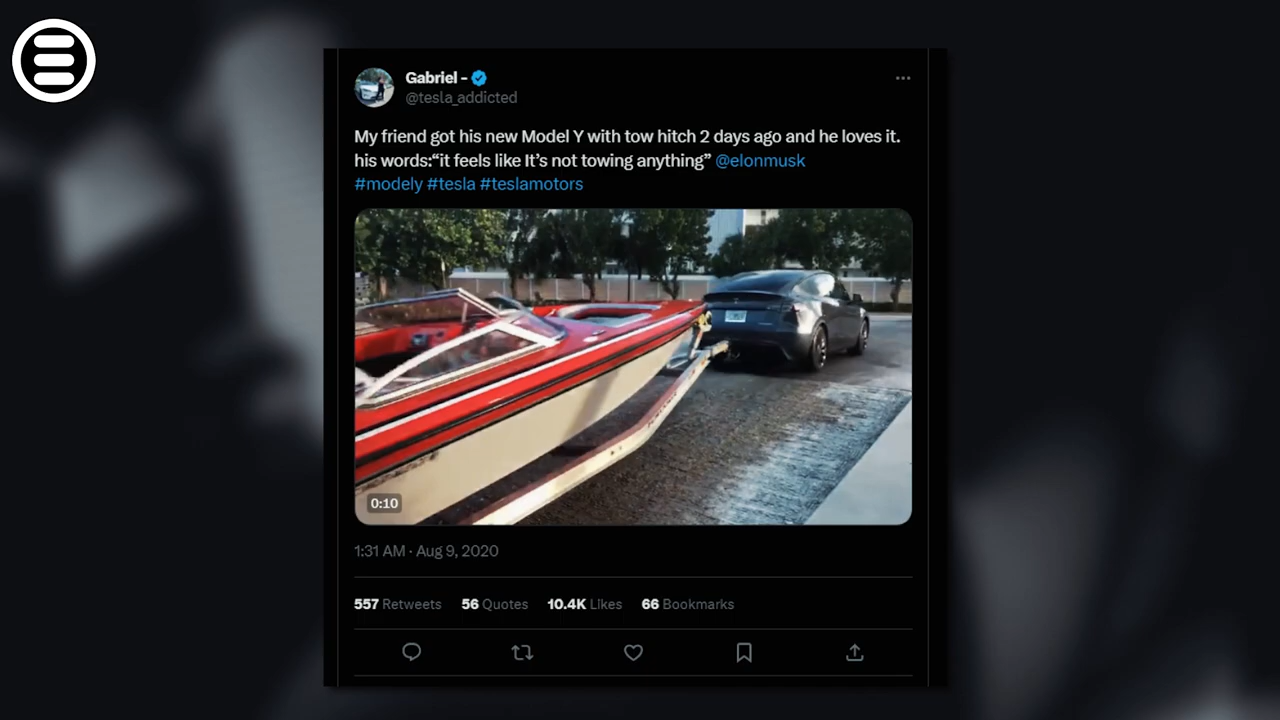 Gabriel -
@tesla_addicted
My friend got his new Model Y with tow hitch 2 days ago and he loves it.
his words:“it feels like It’s not towing anything” @elonmusk
#modely #tesla #teslamotors
0:10
1:31 AM · Aug 9, 2020
557 Retweets 56 Quotes 10.4K Likes 66 Bookmarks